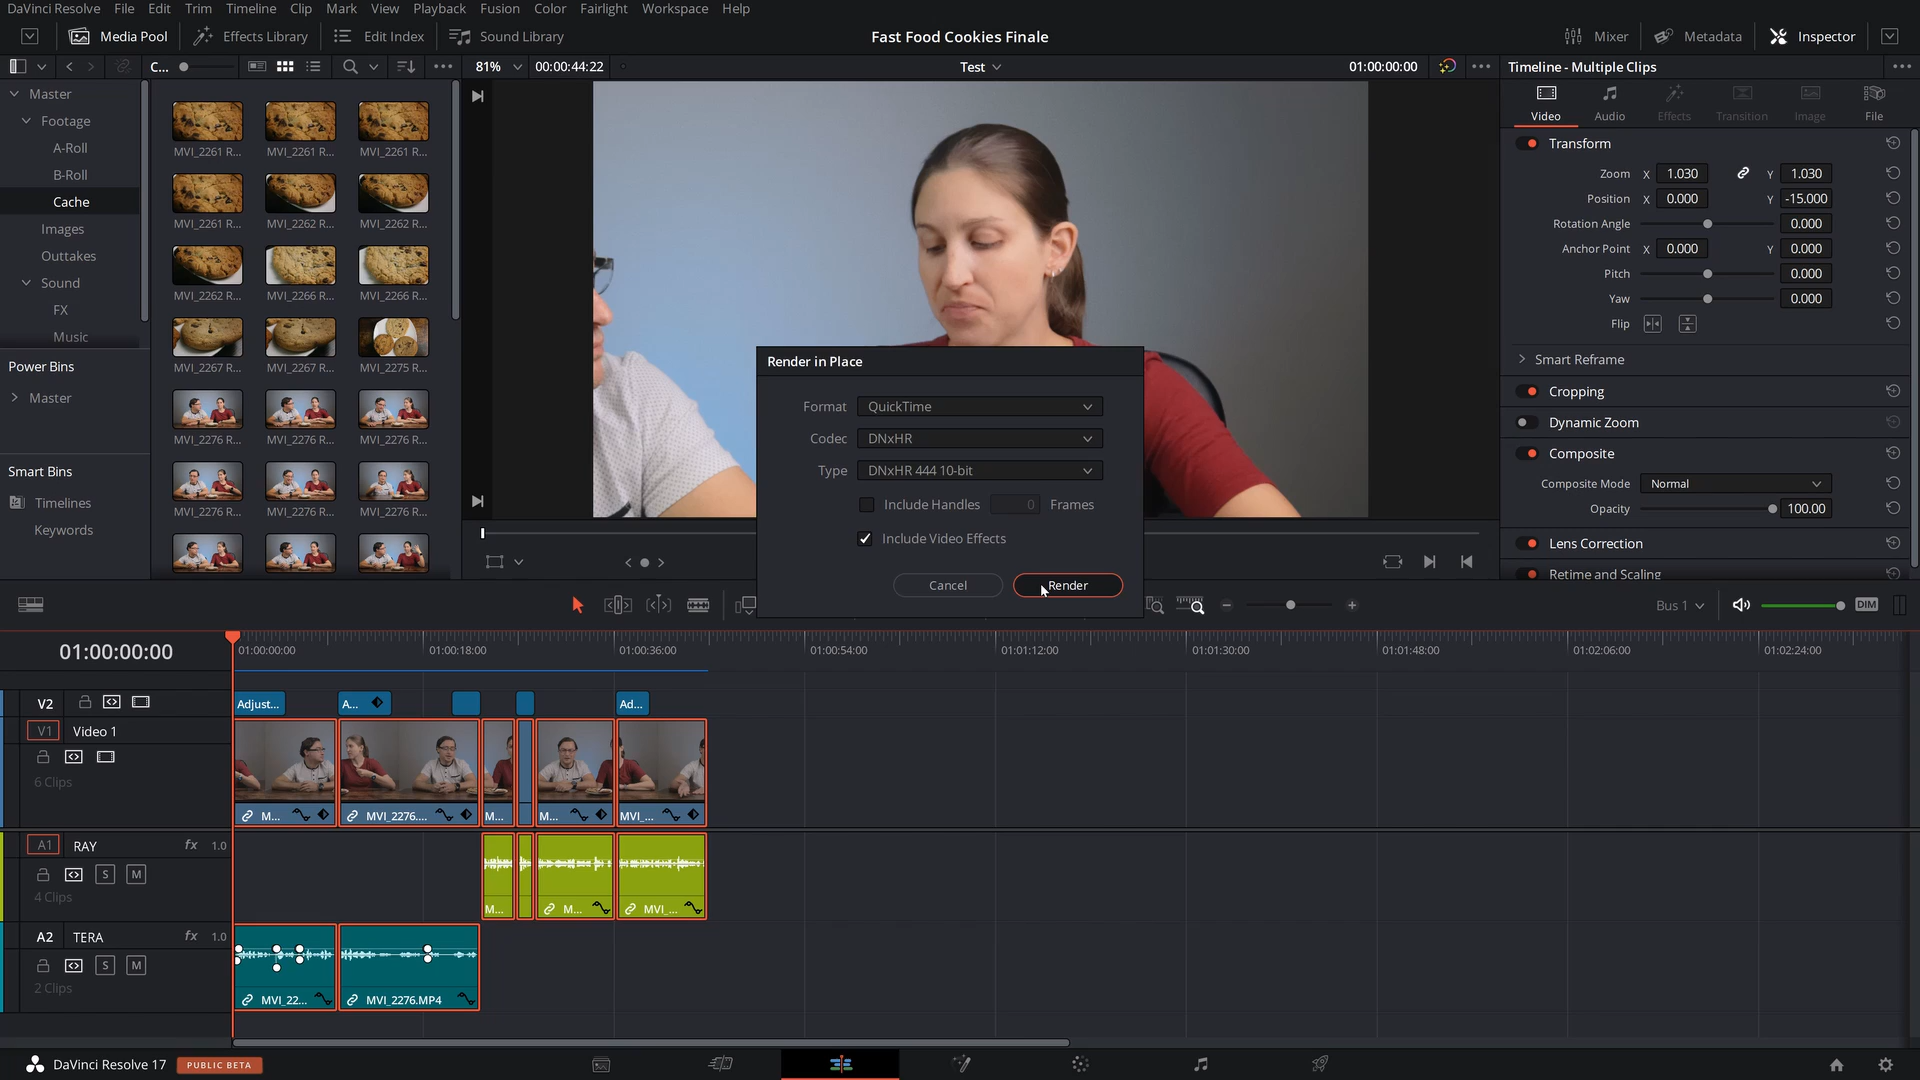 DaVinci Resolve File Edit Trim Timeline Clip Mark View Playback Fusion Color Fairlight Workspace Help
Media Pool Effects Library Edit Index Sound Library
Fast Food Cookies Finale
Mixer Metadata Inspector
C...
81% 00:00:44:22
Test
01:00:00:00
Timeline - Multiple Clips
Master
Footage
A-Roll
B-Roll
Cache
Images
Outtakes
Sound
FX
Music
Power Bins
Master
Smart Bins
Timelines
Keywords
MVI_2261 R... MVI_2261 R... MVI_2261 R...
MVI_2261 R... MVI_2262 R... MVI_2262 R...
MVI_2262 R... MVI_2266 R... MVI_2266 R...
MVI_2267 R... MVI_2267 R... MVI_2275 R...
MVI_2276 R... MVI_2276 R... MVI_2276 R...
MVI_2276 R... MVI_2276 R... MVI_2276 R...
Render in Place
Format QuickTime
Codec DNxHR
Type DNxHR 444 10-bit
Include Handles 0 Frames
Include Video Effects
Cancel Render
Video Audio Effects Transition Image File
Transform
Zoom X 1.030 Y 1.030
Position X 0.000 Y -15.000
Rotation Angle 0.000
Anchor Point X 0.000 Y 0.000
Pitch 0.000
Yaw 0.000
Flip
Smart Reframe
Cropping
Dynamic Zoom
Composite
Composite Mode Normal
Opacity 100.00
Lens Correction
Retime and Scaling
Bus 1 DIM
01:00:00:00
01:00:00:00 01:00:18:00 01:00:36:00 01:00:54:00 01:01:12:00 01:01:30:00 01:01:48:00 01:02:06:00 01:02:24:00
V2 Adjust... A... Ad...
V1 Video 1
6 Clips
M... MVI_2276.... M... M... MVI_...
A1 RAY fx 1.0
S M
4 Clips
M... M... MVI_...
A2 TERA fx 1.0
S M
2 Clips
MVI_22... MVI_2276.MP4
DaVinci Resolve 17 PUBLIC BETA